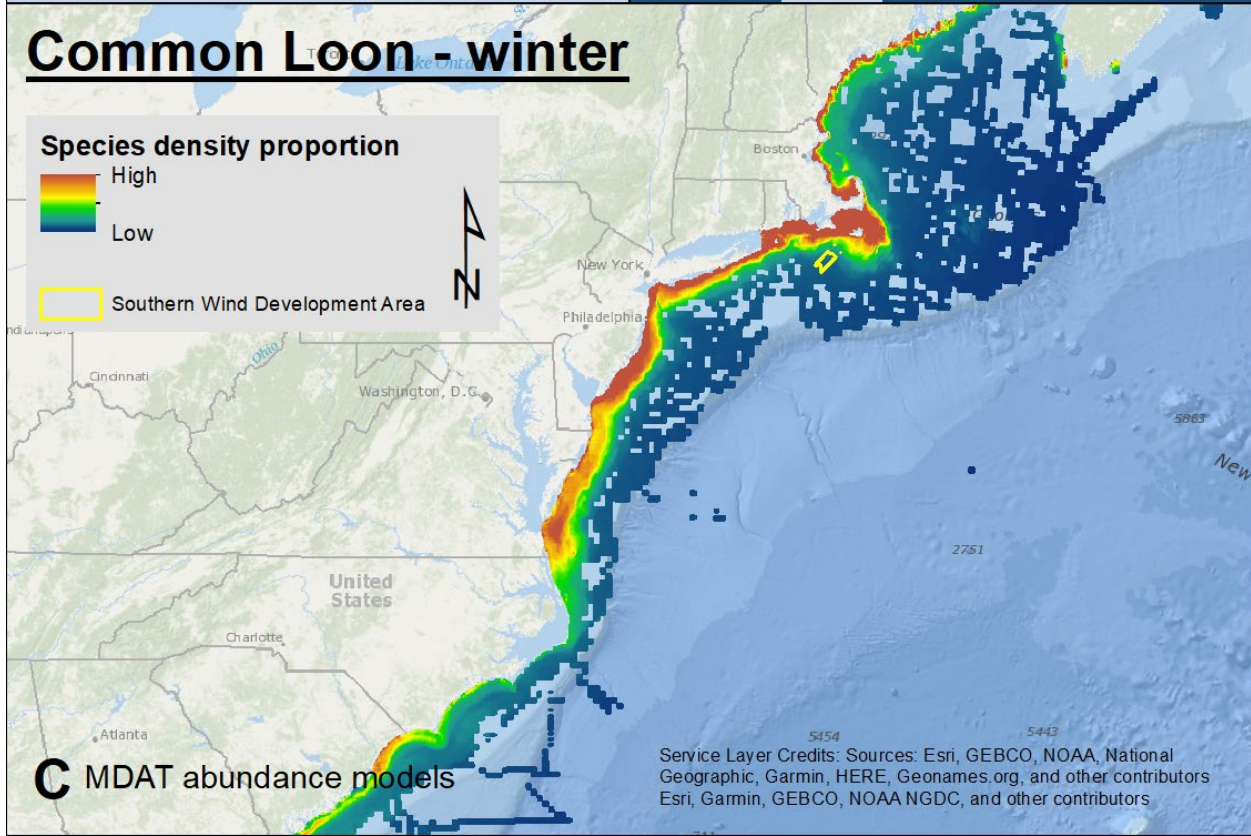 Common Loon - winter
Species density proportion
High
Low
N
Southern Wind Development Area
Boston
New York
Philadelphia
Ohio
Cincinnati
Washington, D.C.
5863
New
2751
United
States
Charlotte
Atlanta
5454
5443
C MDAT abundance models
Service Layer Credits: Sources: Esri, GEBCO, NOAA, National
Geographic, Garmin, HERE, Geonames.org, and other contributors
Esri, Garmin, GEBCO, NOAA NGDC, and other contributors